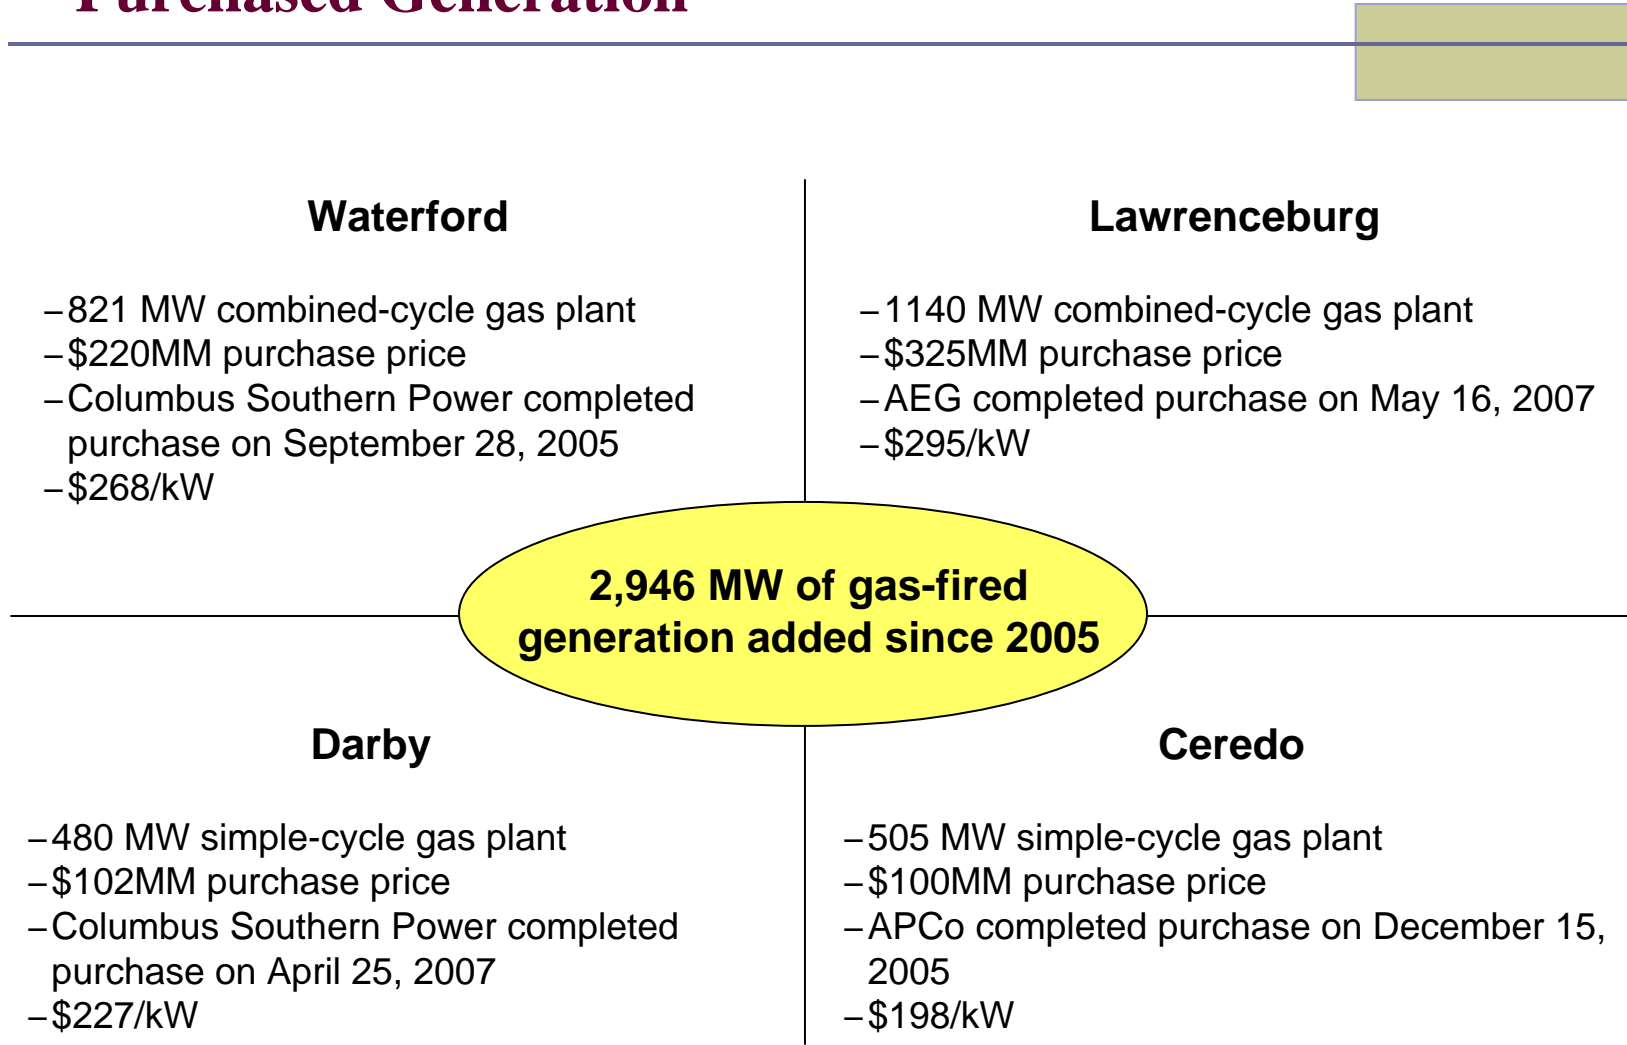 Purchased Generation
Waterford
–821 MW combined-cycle gas plant
–$220MM purchase price
–Columbus Southern Power completed
purchase on September 28, 2005
–$268/kW
Lawrenceburg
–1140 MW combined-cycle gas plant
–$325MM purchase price
–AEG completed purchase on May 16, 2007
–$295/kW
2,946 MW of gas-fired
generation added since 2005
Darby
–480 MW simple-cycle gas plant
–$102MM purchase price
–Columbus Southern Power completed
purchase on April 25, 2007
–$227/kW
Ceredo
–505 MW simple-cycle gas plant
–$100MM purchase price
–APCo completed purchase on December 15,
2005
–$198/kW